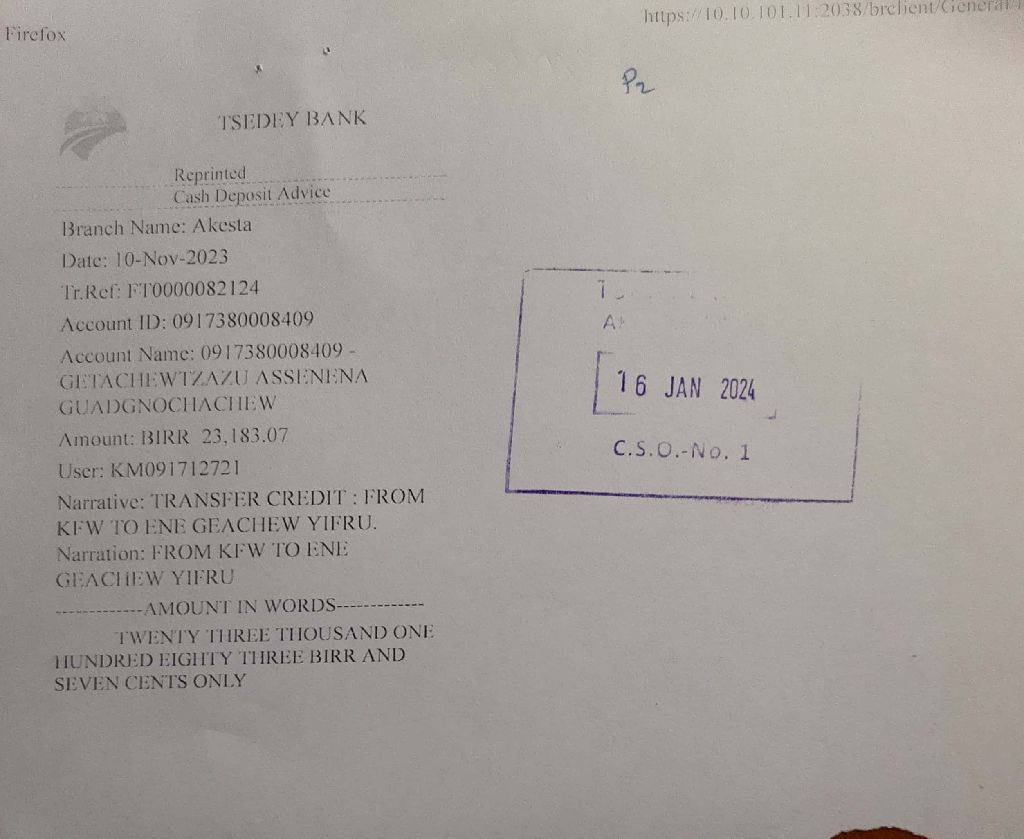 Firefox
https://10.10.101.11:2038/brclient/General/
P2
TSEDEY BANK
Reprinted
Cash Deposit Advice
Branch Name: Akesta
Date: 10-Nov-2023
Tr.Ref: FT0000082124
Account ID: 0917380008409
Account Name: 0917380008409 -
GETACHEWTZAZU ASSENENA
GUADGNOCHACHEW
Amount: BIRR 23,183.07
User: KM091712721
Narrative: TRANSFER CREDIT : FROM
KFW TO ENE GEACHEW YIFRU.
Narration: FROM KFW TO ENE
GEACHEW YIFRU
-------------AMOUNT IN WORDS-------------
TWENTY THREE THOUSAND ONE
HUNDRED EIGHTY THREE BIRR AND
SEVEN CENTS ONLY
16 JAN 2024
C.S.O.-No. 1